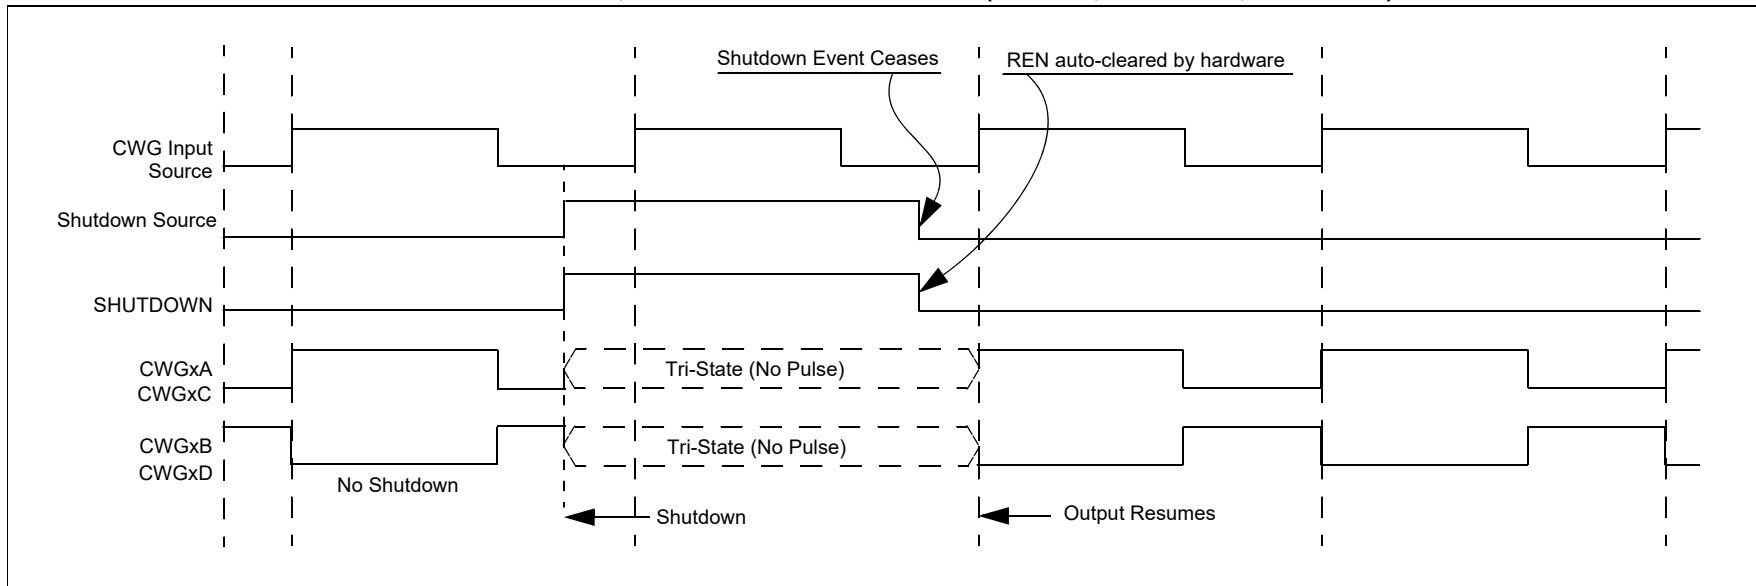 Shutdown Event Ceases
REN auto-cleared by hardware
CWG Input
Source
Shutdown Source
SHUTDOWN
CWGxA
CWGxC
Tri-State (No Pulse)
CWGxB
CWGxD
Tri-State (No Pulse)
No Shutdown
Shutdown
Output Resumes